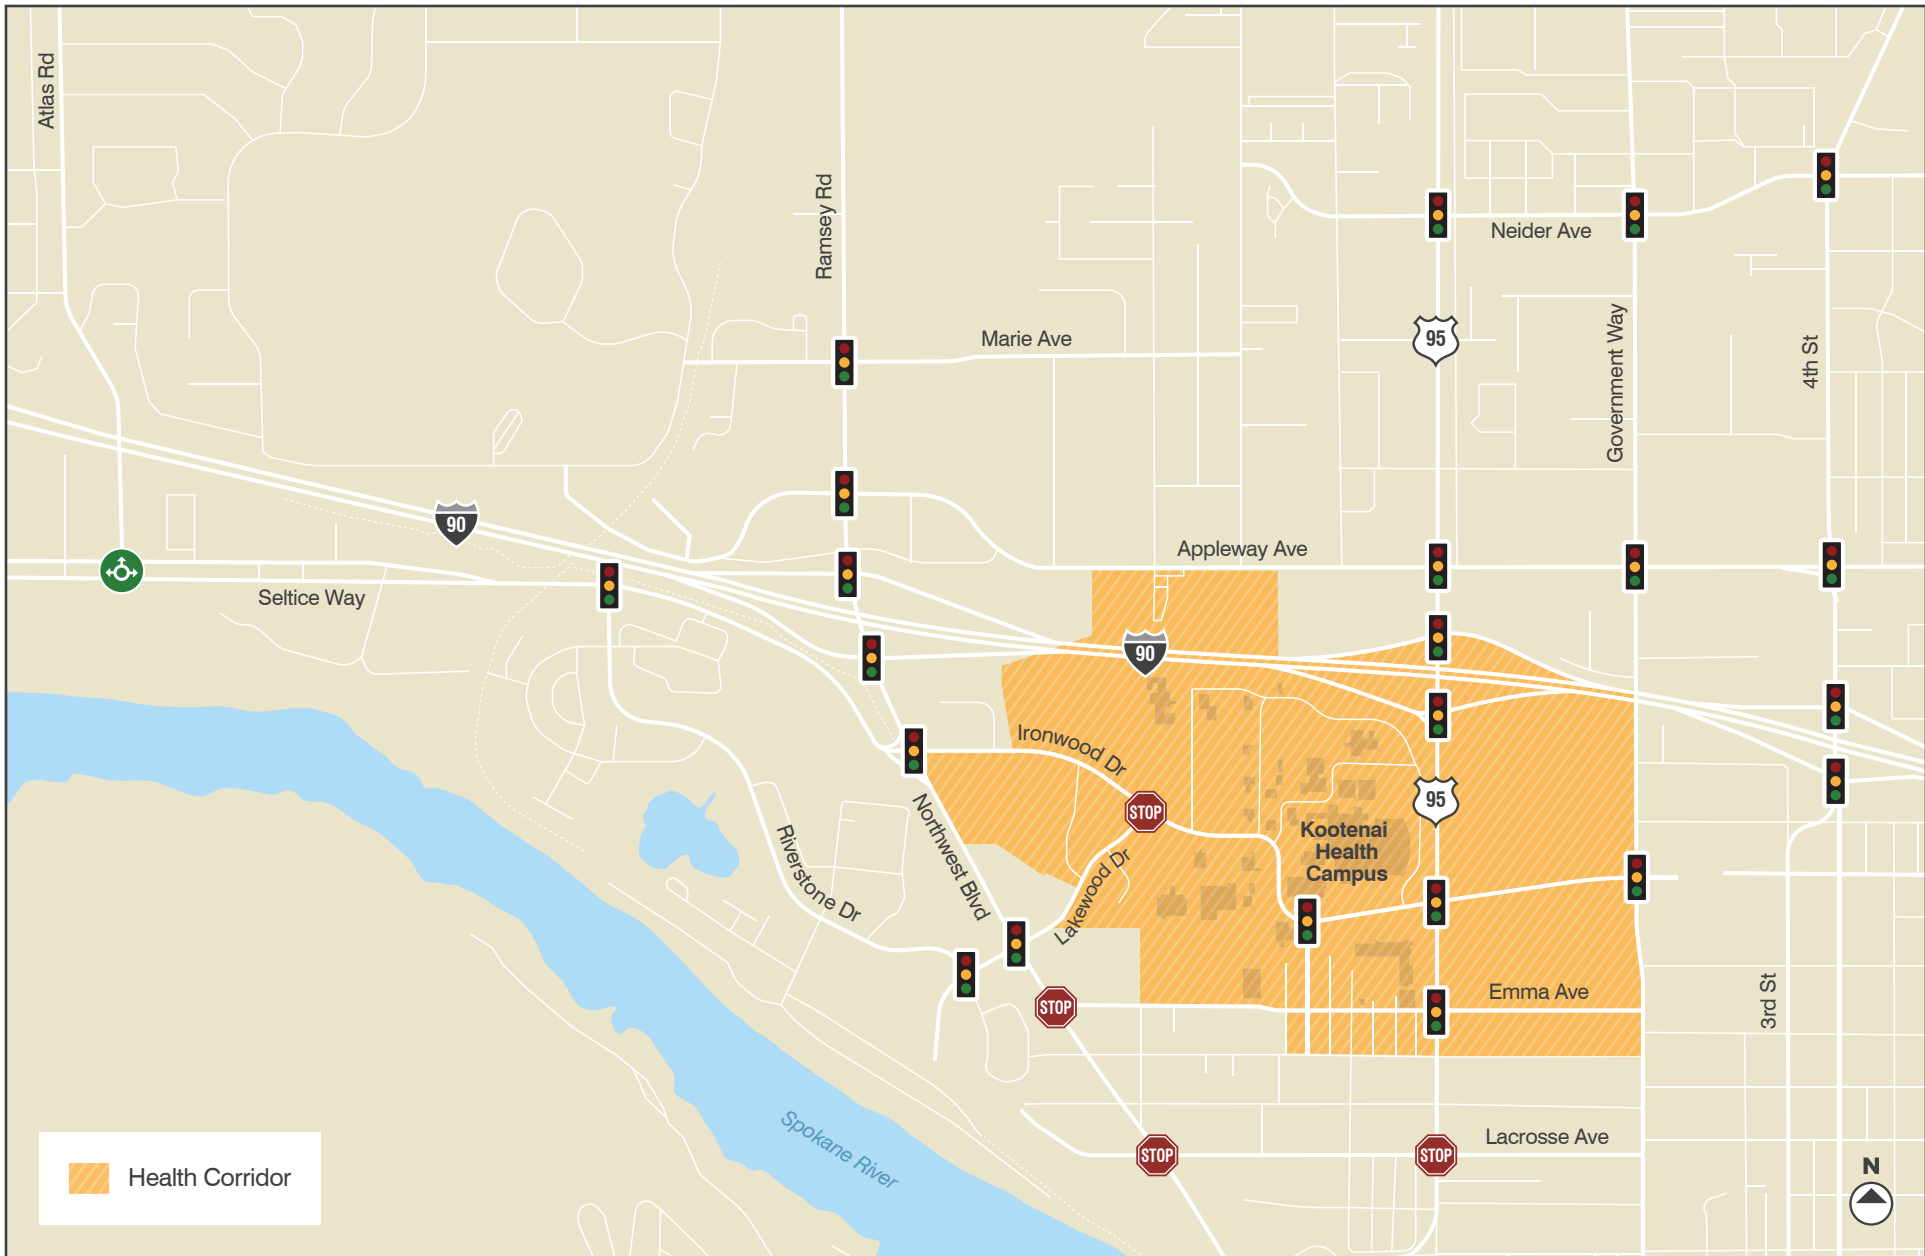 Atlas Rd
Ramsey Rd
Neider Ave
Marie Ave
95
Government Way
4th St
90
Appleway Ave
Seltice Way
90
Ironwood Dr
95
Northwest Blvd
STOP
Kootenai
Health
Campus
Riverstone Dr
Lakewood Dr
Emma Ave
3rd St
STOP
Spokane River
Lacrosse Ave
STOP
STOP
N
Health Corridor